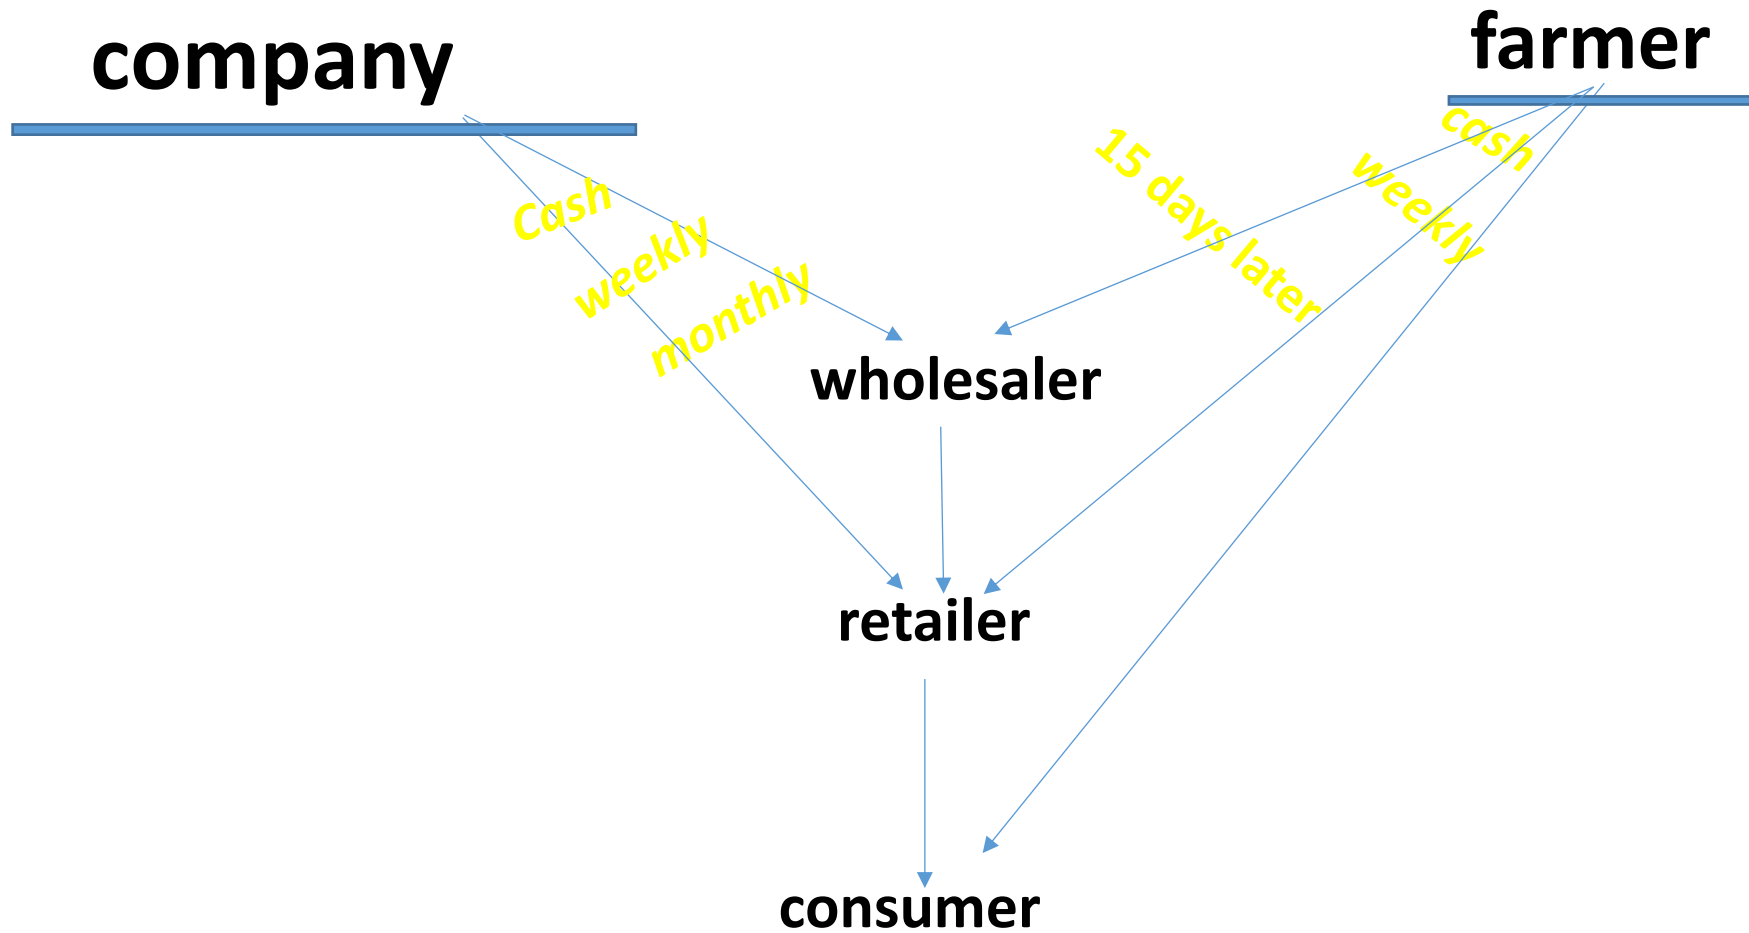 company
farmer
Cash
weekly
monthly
15 days later
weekly
cash
wholesaler
retailer
consumer